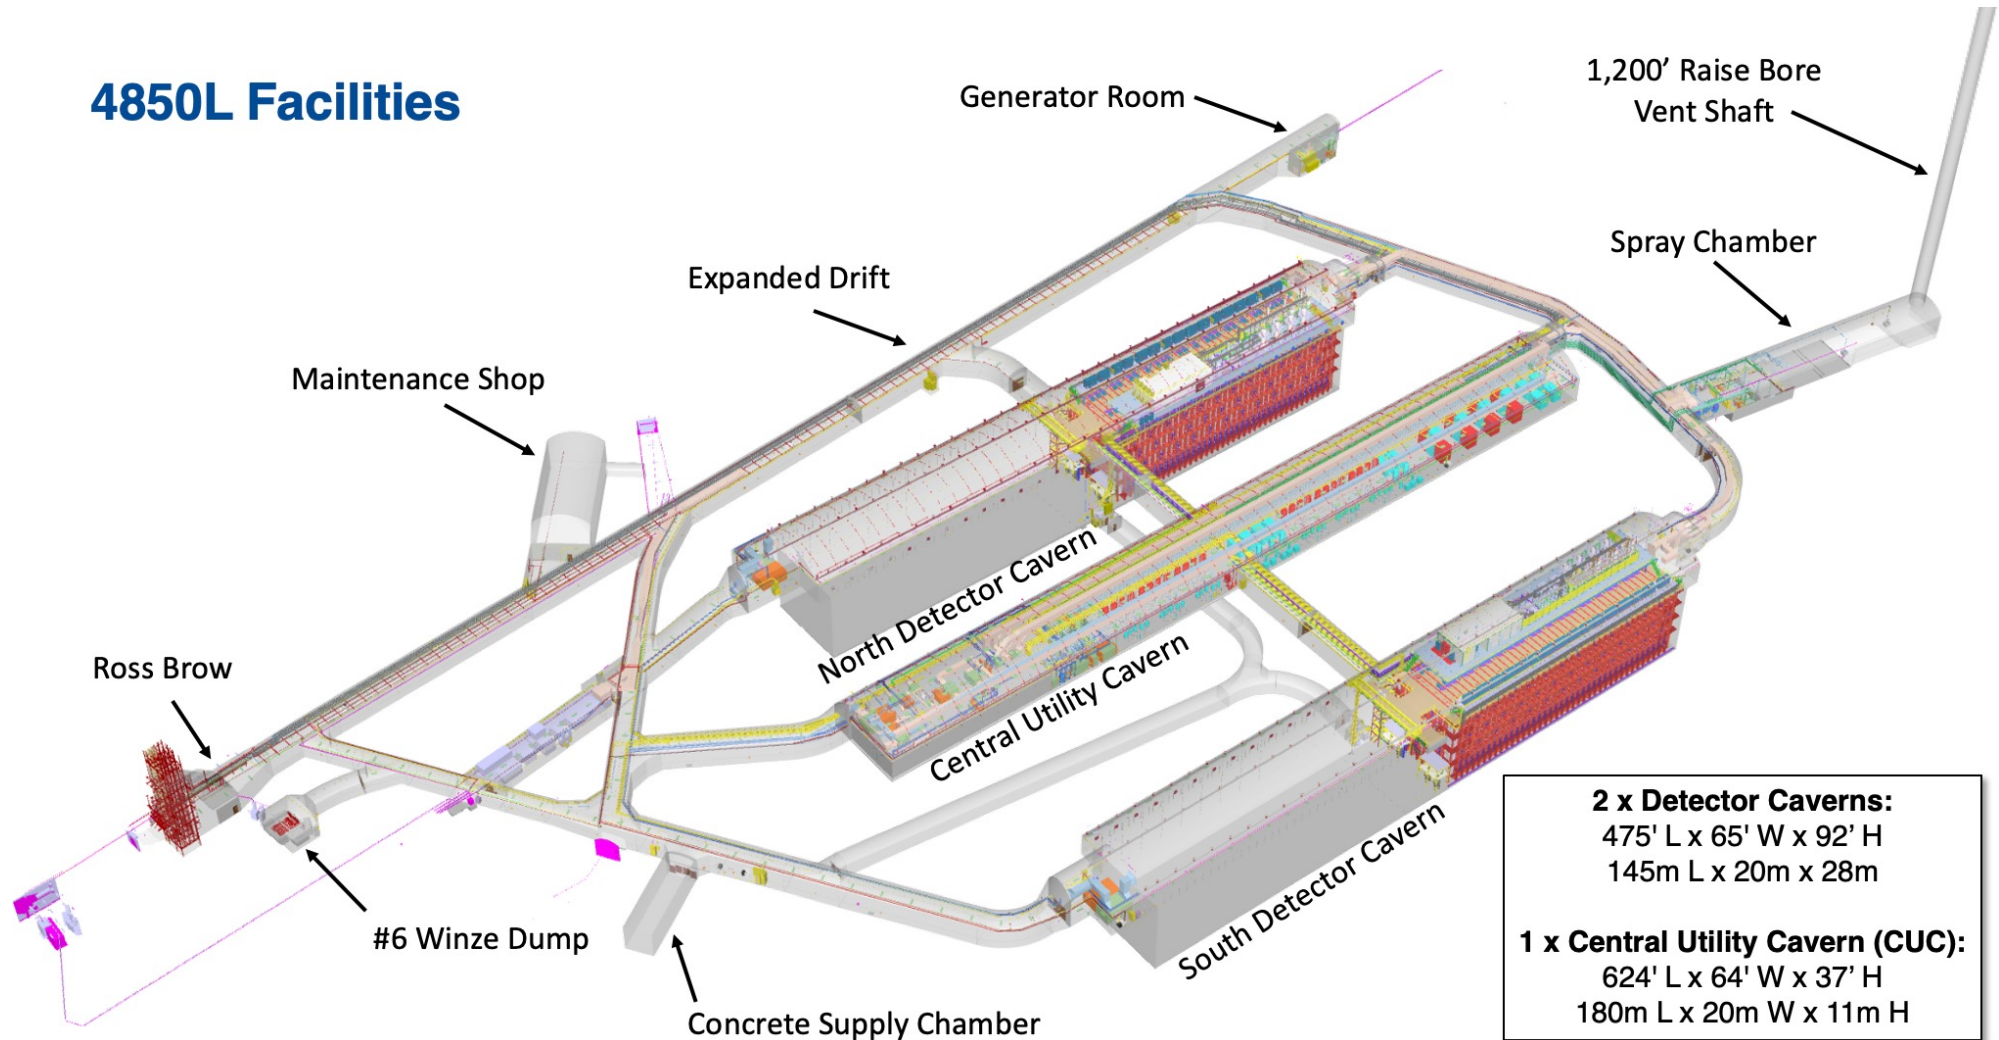 4850L Facilities
Generator Room
1,200’ Raise Bore
Vent Shaft
Spray Chamber
Expanded Drift
Maintenance Shop
Ross Brow
North Detector Cavern
Central Utility Cavern
South Detector Cavern
#6 Winze Dump
Concrete Supply Chamber
2 x Detector Caverns:
475' L x 65' W x 92’ H
145m L x 20m x 28m
1 x Central Utility Cavern (CUC):
624' L x 64' W x 37’ H
180m L x 20m W x 11m H